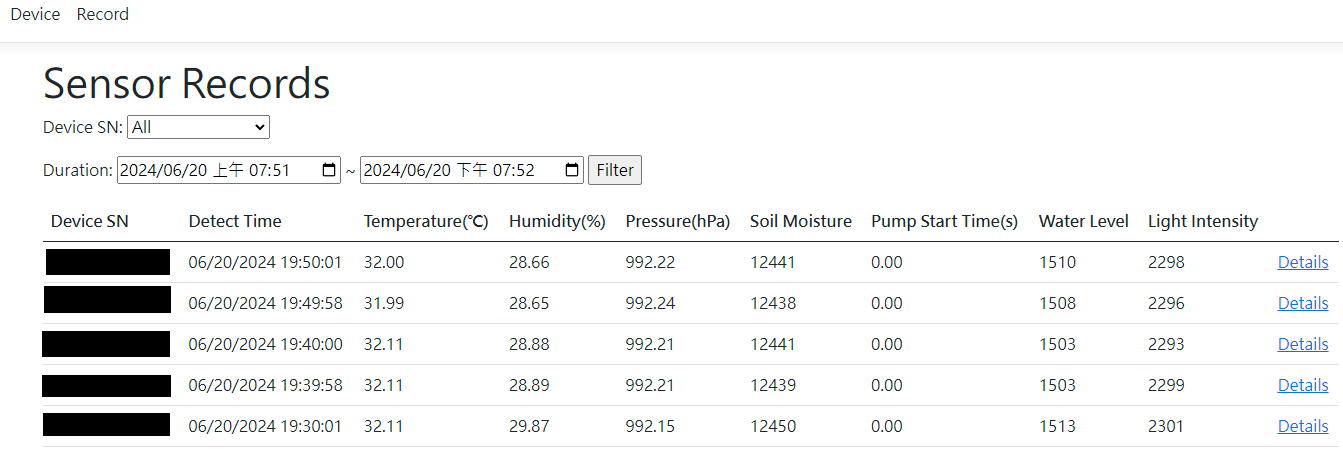 Device Record
Sensor Records
Device SN: All
Duration: 2024/06/20 上午 07:51 ~ 2024/06/20 下午 07:52 Filter
Device SN Detect Time Temperature(℃) Humidity(%) Pressure(hPa) Soil Moisture Pump Start Time(s) Water Level Light Intensity
06/20/2024 19:50:01 32.00 28.66 992.22 12441 0.00 1510 2298 Details
06/20/2024 19:49:58 31.99 28.65 992.24 12438 0.00 1508 2296 Details
06/20/2024 19:40:00 32.11 28.88 992.21 12441 0.00 1503 2293 Details
06/20/2024 19:39:58 32.11 28.89 992.21 12439 0.00 1503 2299 Details
06/20/2024 19:30:01 32.11 29.87 992.15 12450 0.00 1513 2301 Details